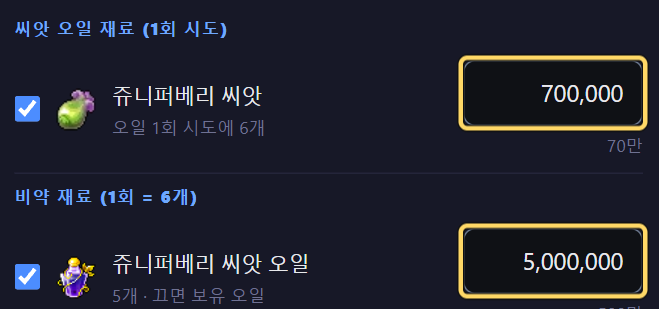 씨앗 오일 재료 (1회 시도)
쥬니퍼베리 씨앗
700,000
오일 1회 시도에 6개
70만
비약 재료 (1회 = 6개)
쥬니퍼베리 씨앗 오일
5,000,000
5개 · 끄면 보유 오일